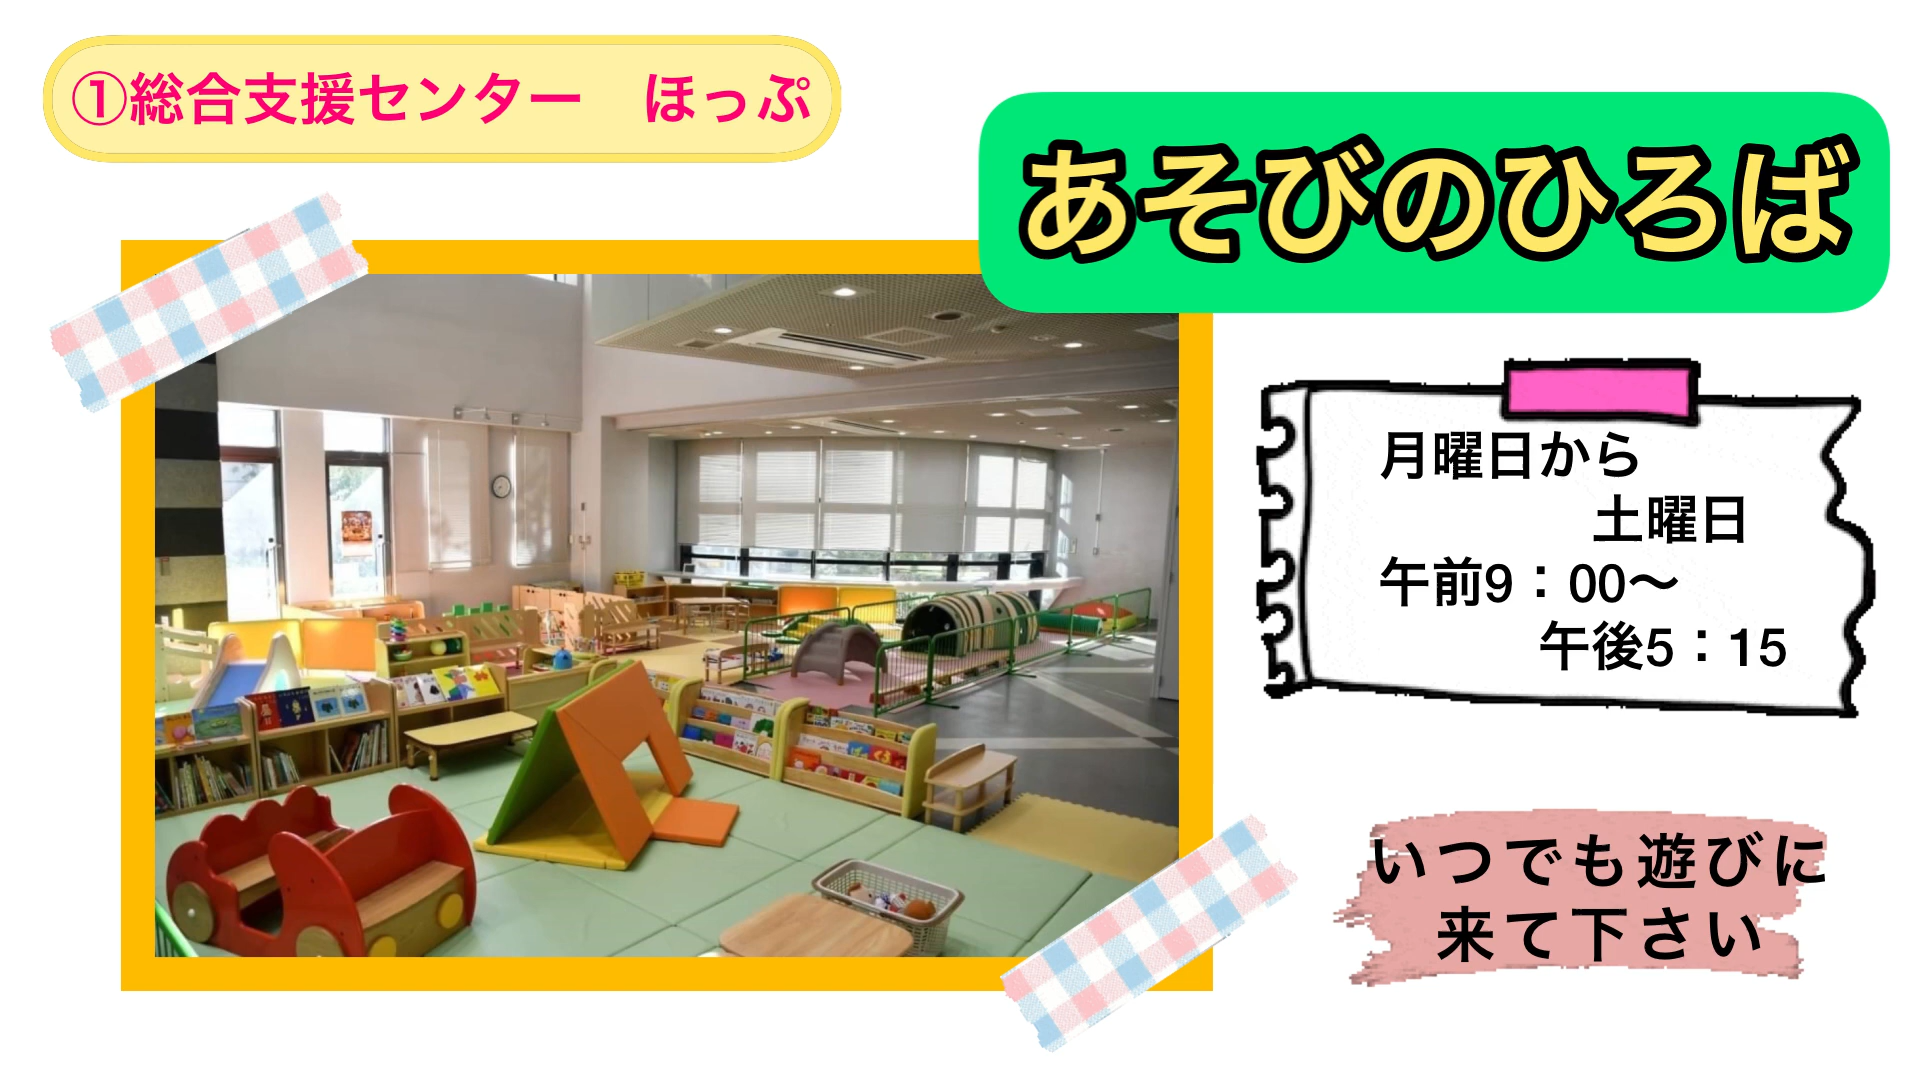 ①総合支援センター　ほっぷ
あそびのひろば
月曜日から
土曜日
午前9：00～
午後5：15
いつでも遊びに
来て下さい